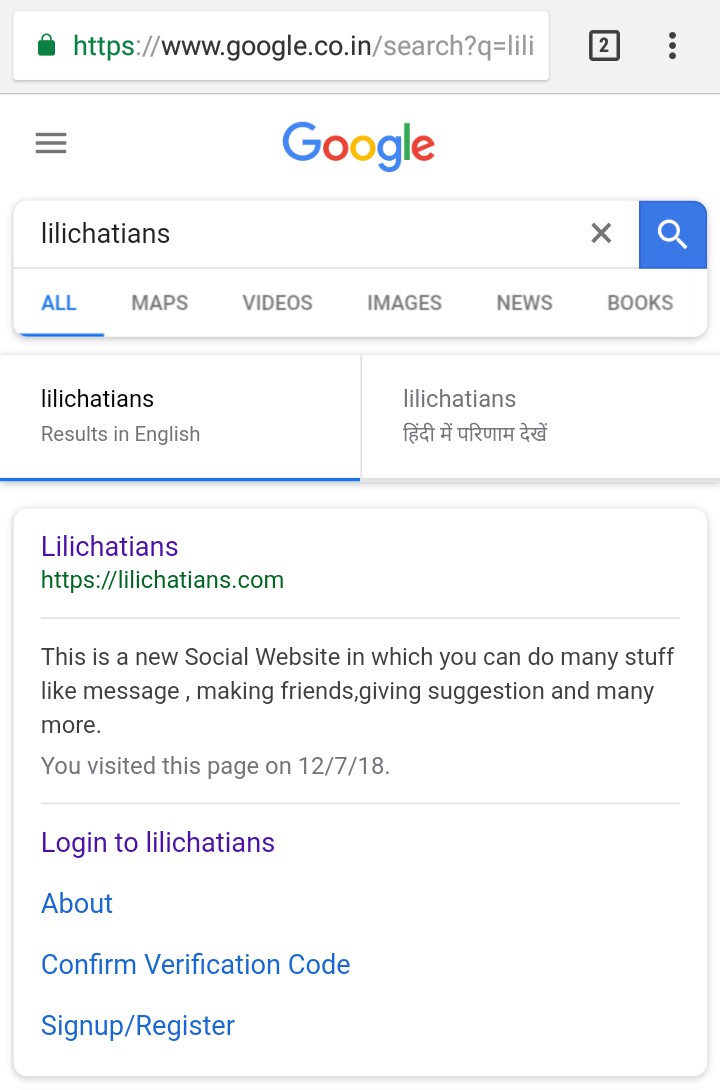 https://www.google.co.in/search?q=lili
2
Google
lilichatians
ALL MAPS VIDEOS IMAGES NEWS BOOKS
lilichatians
Results in English
lilichatians
हिंदी में परिणाम देखें
Lilichatians
https://lilichatians.com
This is a new Social Website in which you can do many stuff
like message , making friends,giving suggestion and many
more.
You visited this page on 12/7/18.
Login to lilichatians
About
Confirm Verification Code
Signup/Register